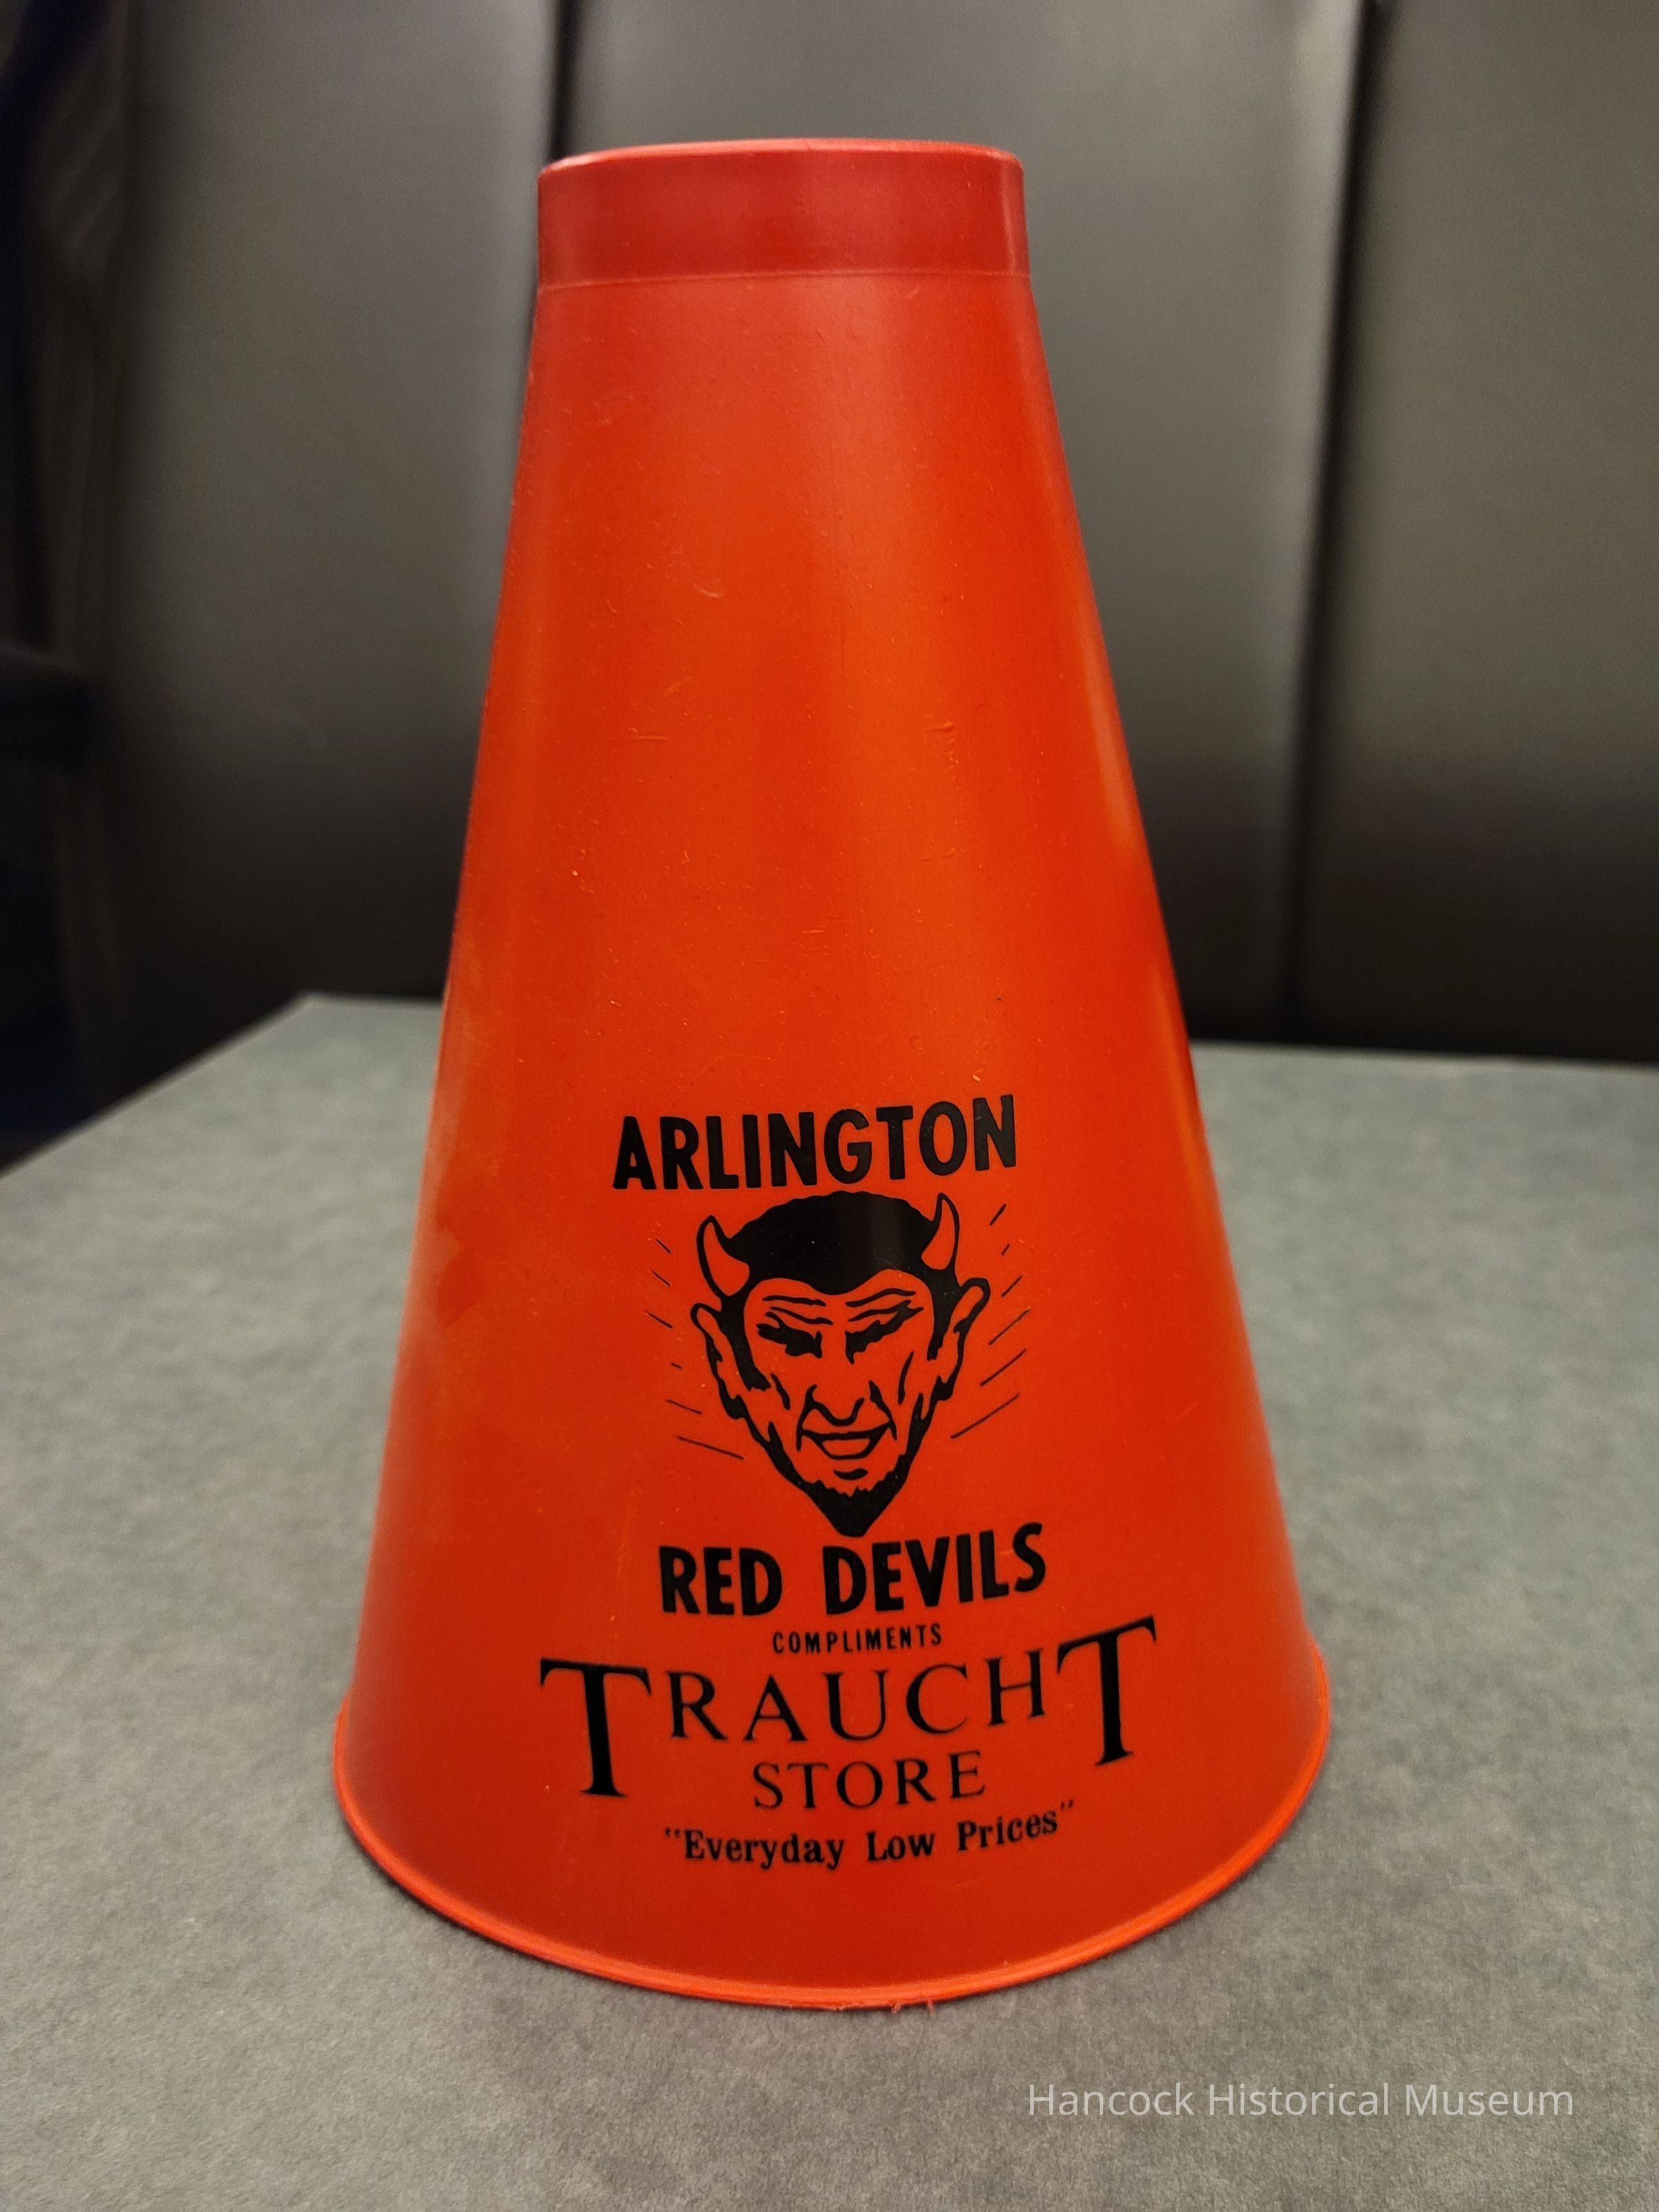 ARLINGTON
RED DEVILS
COMPLIMENTS
TRAUCHT
STORE
"Everyday Low Prices"
Hancock Historical Museum